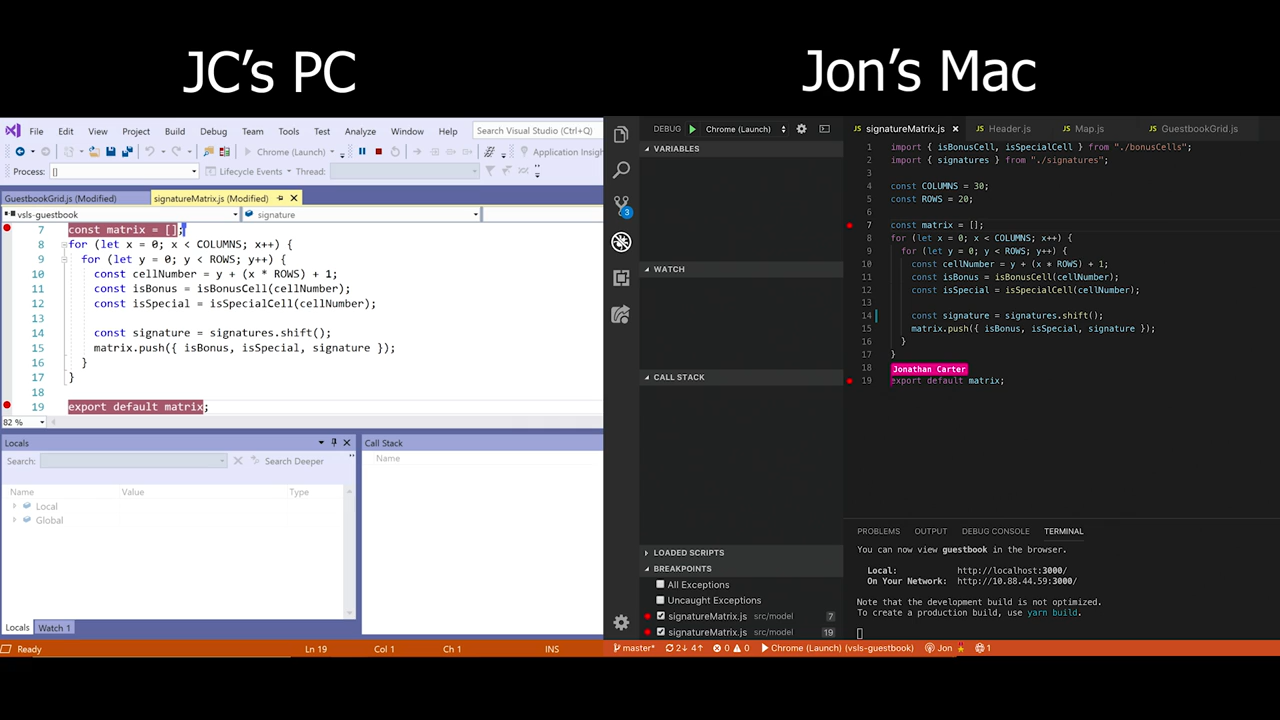 JC's PC
File Edit View Project Build Debug Team Tools Test Analyze Window Help Search Visual Studio (Ctrl+Q)
Chrome (Launch) Application Insigh
Process: [] Lifecycle Events Thread:
GuestbookGrid.js (Modified) signatureMatrix.js (Modified)
vsls-guestbook signature
7 const matrix = [];
8 for (let x = 0; x < COLUMNS; x++) {
9 for (let y = 0; y < ROWS; y++) {
10 const cellNumber = y + (x * ROWS) + 1;
11 const isBonus = isBonusCell(cellNumber);
12 const isSpecial = isSpecialCell(cellNumber);
13
14 const signature = signatures.shift();
15 matrix.push({ isBonus, isSpecial, signature });
16 }
17 }
18
19 export default matrix;
82 %
Locals
Search: Search Deeper
Name Value Type
Local
Global
Locals Watch 1
Call Stack
Name
Ready Ln 19 Col 1 Ch 1 INS
Jon's Mac
DEBUG Chrome (Launch)
VARIABLES
WATCH
CALL STACK
LOADED SCRIPTS
BREAKPOINTS
All Exceptions
Uncaught Exceptions
signatureMatrix.js src/model 7
signatureMatrix.js src/model 19
3
JS signatureMatrix.js JS Header.js JS Map.js JS GuestbookGrid.js
1 import { isBonusCell, isSpecialCell } from "./bonusCells";
2 import { signatures } from "./signatures";
3
4 const COLUMNS = 30;
5 const ROWS = 20;
6
7 const matrix = [];
8 for (let x = 0; x < COLUMNS; x++) {
9 for (let y = 0; y < ROWS; y++) {
10 const cellNumber = y + (x * ROWS) + 1;
11 const isBonus = isBonusCell(cellNumber);
12 const isSpecial = isSpecialCell(cellNumber);
13
14 const signature = signatures.shift();
15 matrix.push({ isBonus, isSpecial, signature });
16 }
17 }
18 Jonathan Carter
19 export default matrix;
PROBLEMS OUTPUT DEBUG CONSOLE TERMINAL
You can now view guestbook in the browser.
Local: http://localhost:3000/
On Your Network: http://10.88.44.59:3000/
Note that the development build is not optimized.
To create a production build, use yarn build.
master* 2↓ 4↑ 0 0 Chrome (Launch) (vsls-guestbook) Jon 1